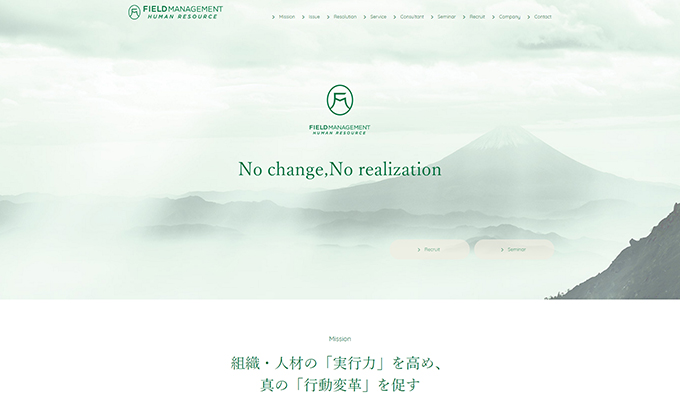 FIELDMANAGEMENT
HUMAN RESOURCE
Mission Issue Resolution Service Consultant Seminar Recruit Company Contact
FIELDMANAGEMENT
HUMAN RESOURCE
No change,No realization
Recruit Seminar
Mission
組織・人材の「実行力」を高め、
真の「行動変革」を促す